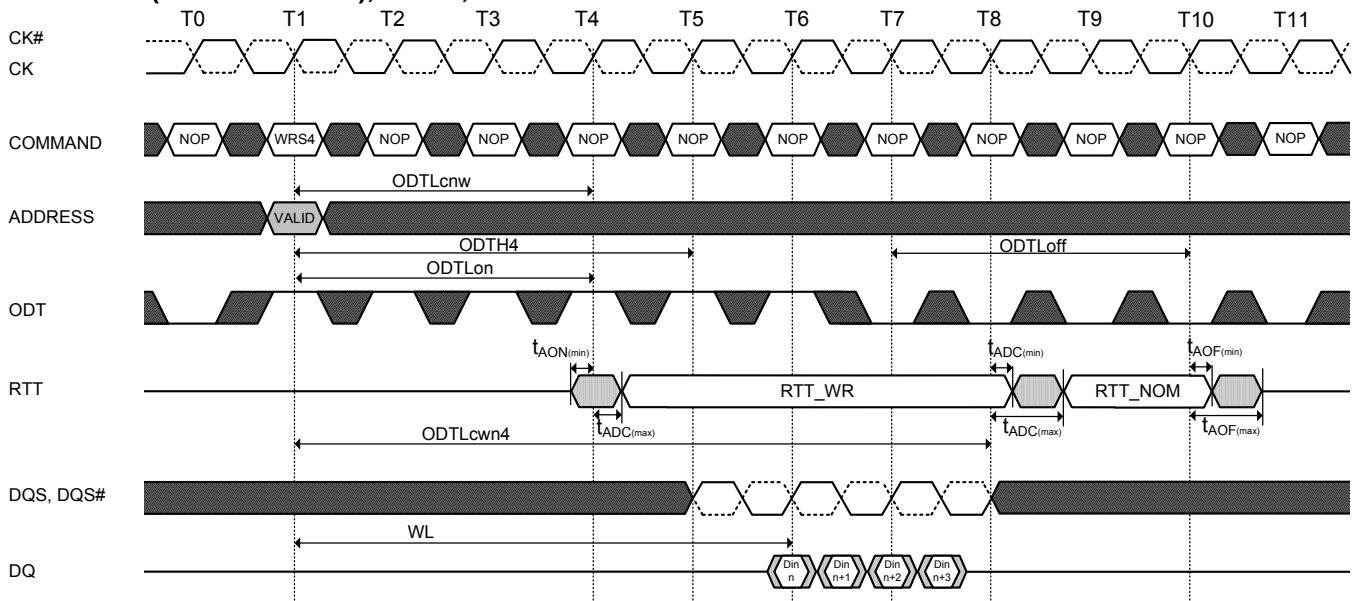 T0 T1 T2 T3 T4 T5 T6 T7 T8 T9 T10 T11
CK#
CK
COMMAND NOP WRS4 NOP NOP NOP NOP NOP NOP NOP NOP NOP NOP
ODTLcnw
ADDRESS VALID
ODTH4 ODTLoff
ODTLon
ODT
tAON(min) tADC(min) tAOF(min)
RTT RTT_WR RTT_NOM
tADC(max) tADC(max) tAOF(max)
ODTLcwn4
DQS, DQS#
WL
DQ Din n Din n+1 Din n+2 Din n+3